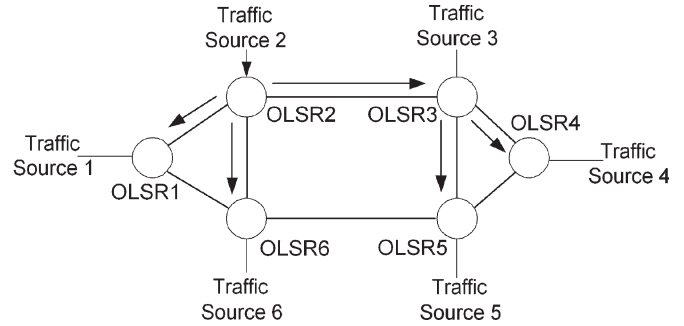 Traffic
Source 2
Traffic
Source 3
OLSR2
OLSR3
OLSR4
Traffic
Source 1
Traffic
Source 4
OLSR1
OLSR6
OLSR5
Traffic
Source 6
Traffic
Source 5